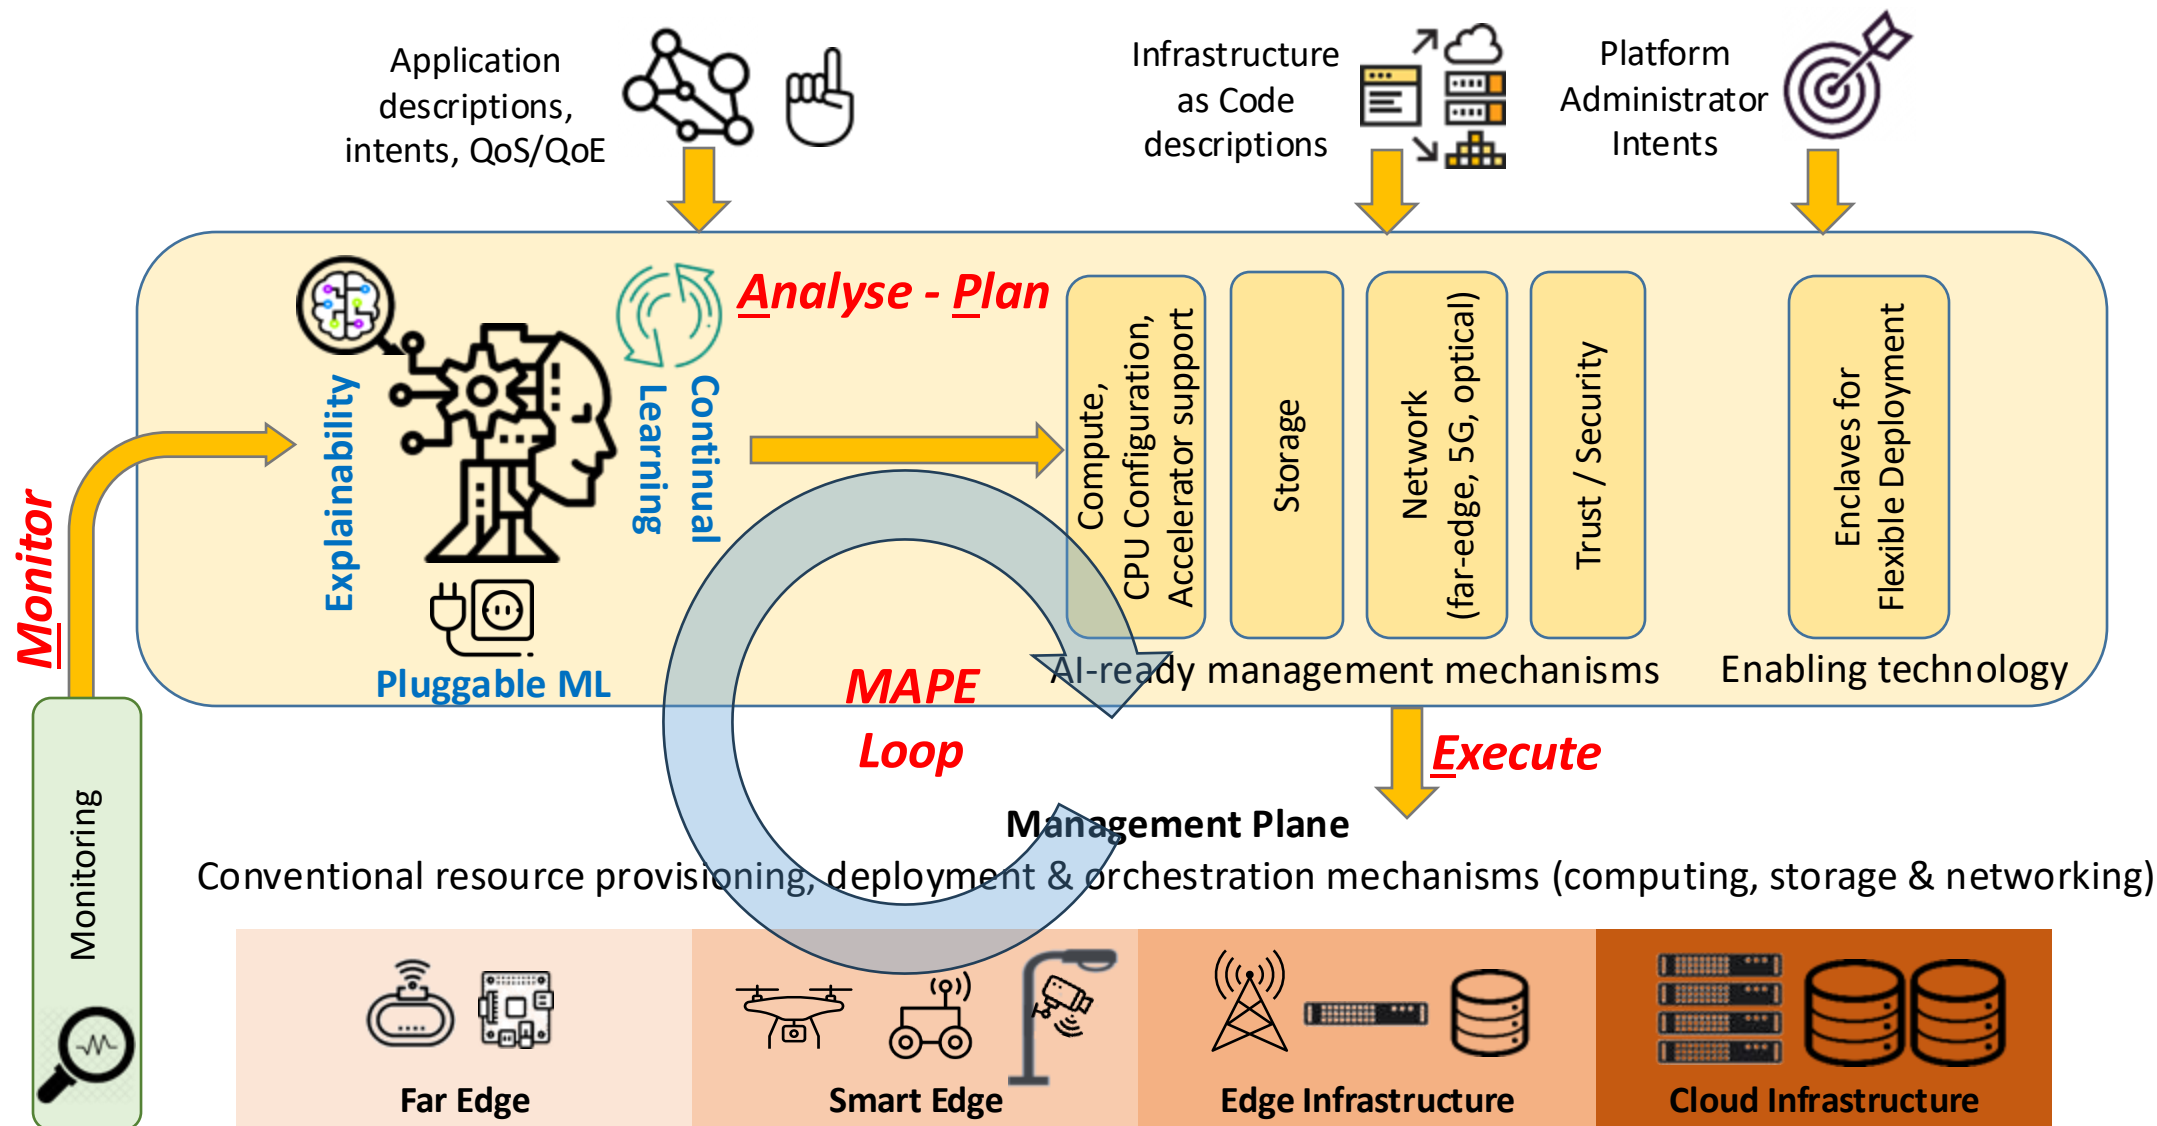 Application
descriptions,
intents, QoS/QoE
Infrastructure
as Code
descriptions
Platform
Administrator
Intents
Analyse - Plan
Explainability
Continual
Learning
Pluggable ML
Compute,
CPU Configuration,
Accelerator support
Storage
Network
(far-edge, 5G, optical)
Trust / Security
Enclaves for
Flexible Deployment
AI-ready management mechanisms
Enabling technology
Monitor
MAPE
Loop
Execute
Monitoring
Management Plane
Conventional resource provisioning, deployment & orchestration mechanisms (computing, storage & networking)
Far Edge
Smart Edge
Edge Infrastructure
Cloud Infrastructure